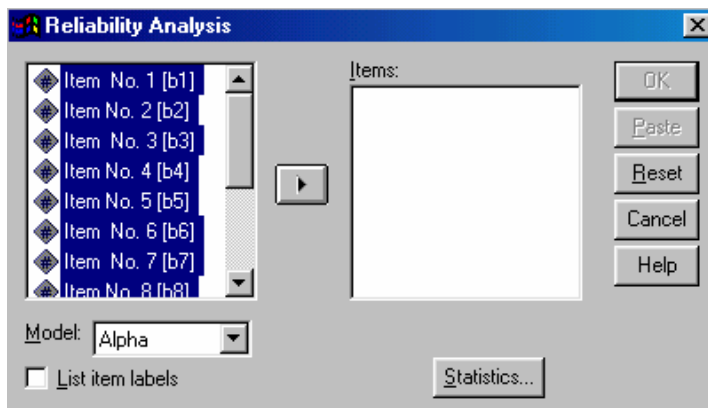 Reliability Analysis
Item No. 1 [b1]
Item No. 2 [b2]
Item No. 3 [b3]
Item No. 4 [b4]
Item No. 5 [b5]
Item No. 6 [b6]
Item No. 7 [b7]
Item No. 8 [b8]
Model:
Alpha
List item labels
Items:
Statistics...
OK
Paste
Reset
Cancel
Help